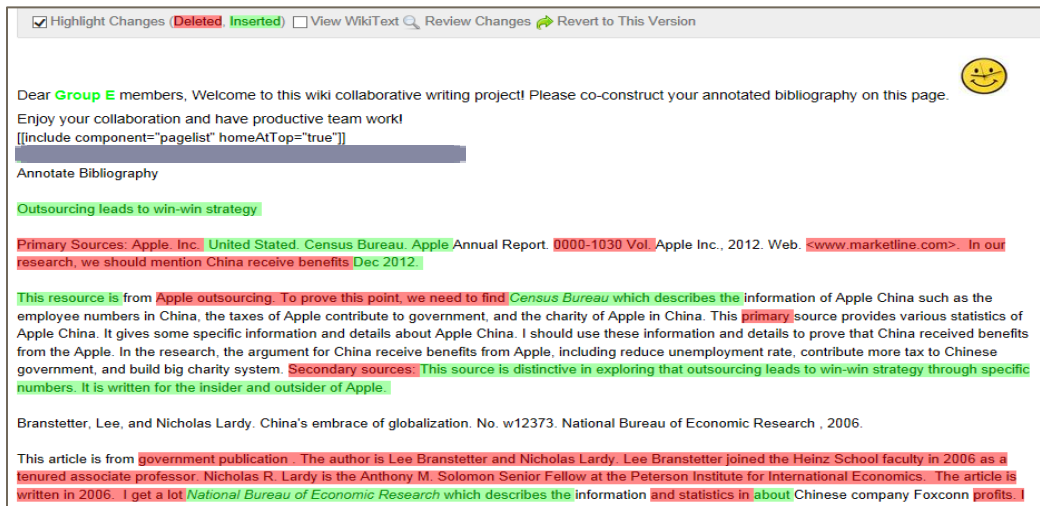 Highlight Changes (Deleted, Inserted) View WikiText Review Changes Revert to This Version
Dear Group E members, Welcome to this wiki collaborative writing project! Please co-construct your annotated bibliography on this page.
Enjoy your collaboration and have productive team work!
[[include component="pagelist" homeAtTop="true"]]
Annotate Bibliography
Outsourcing leads to win-win strategy
Primary Sources: Apple. Inc. United Stated. Census Bureau. Apple Annual Report. 0000-1030 Vol. Apple Inc., 2012. Web. <www.marketline.com>. In our
research, we should mention China receive benefits Dec 2012.
This resource is from Apple outsourcing. To prove this point, we need to find Census Bureau which describes the information of Apple China such as the
employee numbers in China, the taxes of Apple contribute to government, and the charity of Apple in China. This primary source provides various statistics of
Apple China. It gives some specific information and details about Apple China. I should use these information and details to prove that China received benefits
from the Apple. In the research, the argument for China receive benefits from Apple, including reduce unemployment rate, contribute more tax to Chinese
government, and build big charity system. Secondary sources: This source is distinctive in exploring that outsourcing leads to win-win strategy through specific
numbers. It is written for the insider and outsider of Apple.
Branstetter, Lee, and Nicholas Lardy. China's embrace of globalization. No. w12373. National Bureau of Economic Research , 2006.
This article is from government publication . The author is Lee Branstetter and Nicholas Lardy. Lee Branstetter joined the Heinz School faculty in 2006 as a
tenured associate professor. Nicholas R. Lardy is the Anthony M. Solomon Senior Fellow at the Peterson Institute for International Economics. The article is
written in 2006. I get a lot National Bureau of Economic Research which describes the information and statistics in about Chinese company Foxconn profits. I